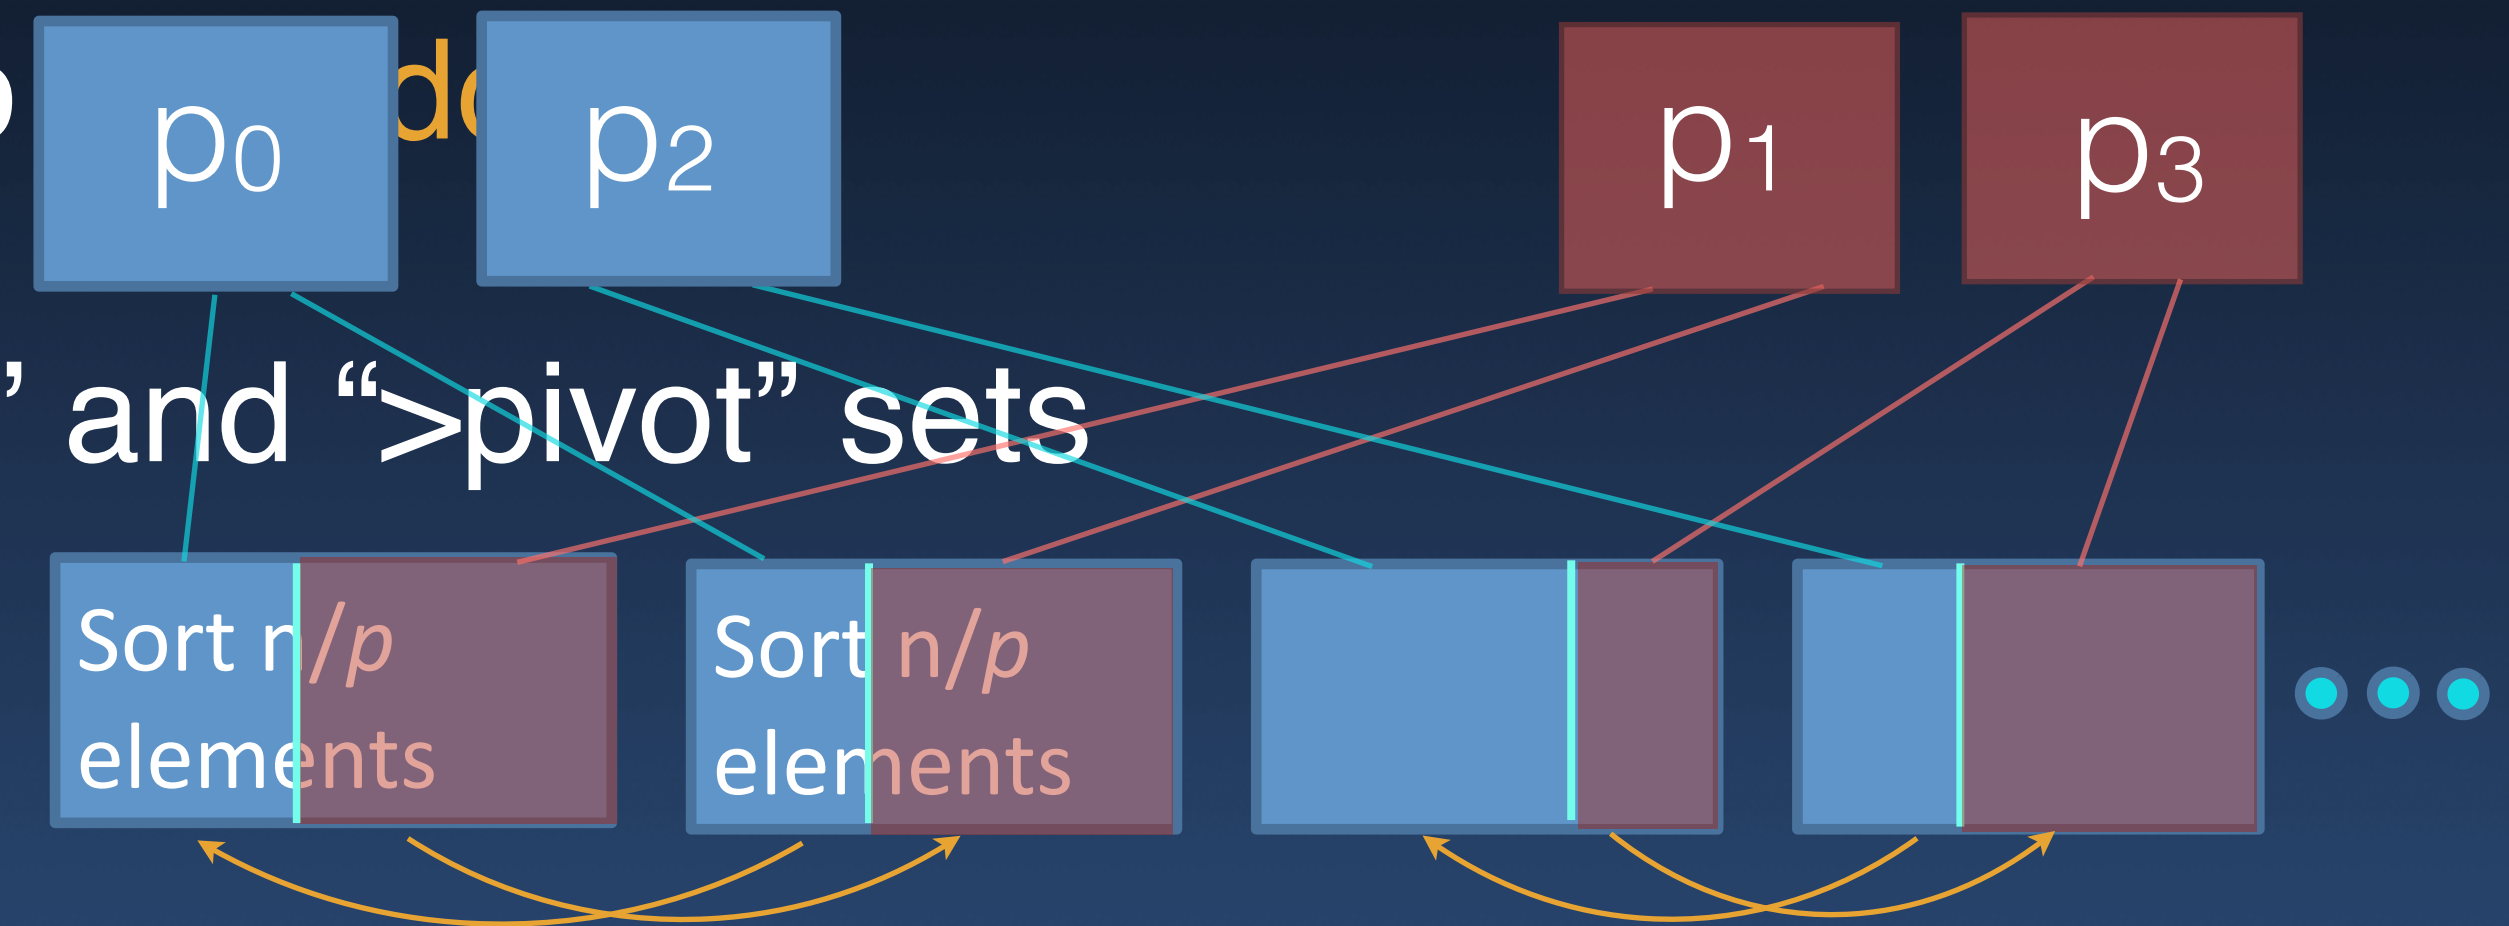 p₀ p₂ p₁ p₃
” and “>pivot” sets
Sort n/p Sort n/p
elements elements